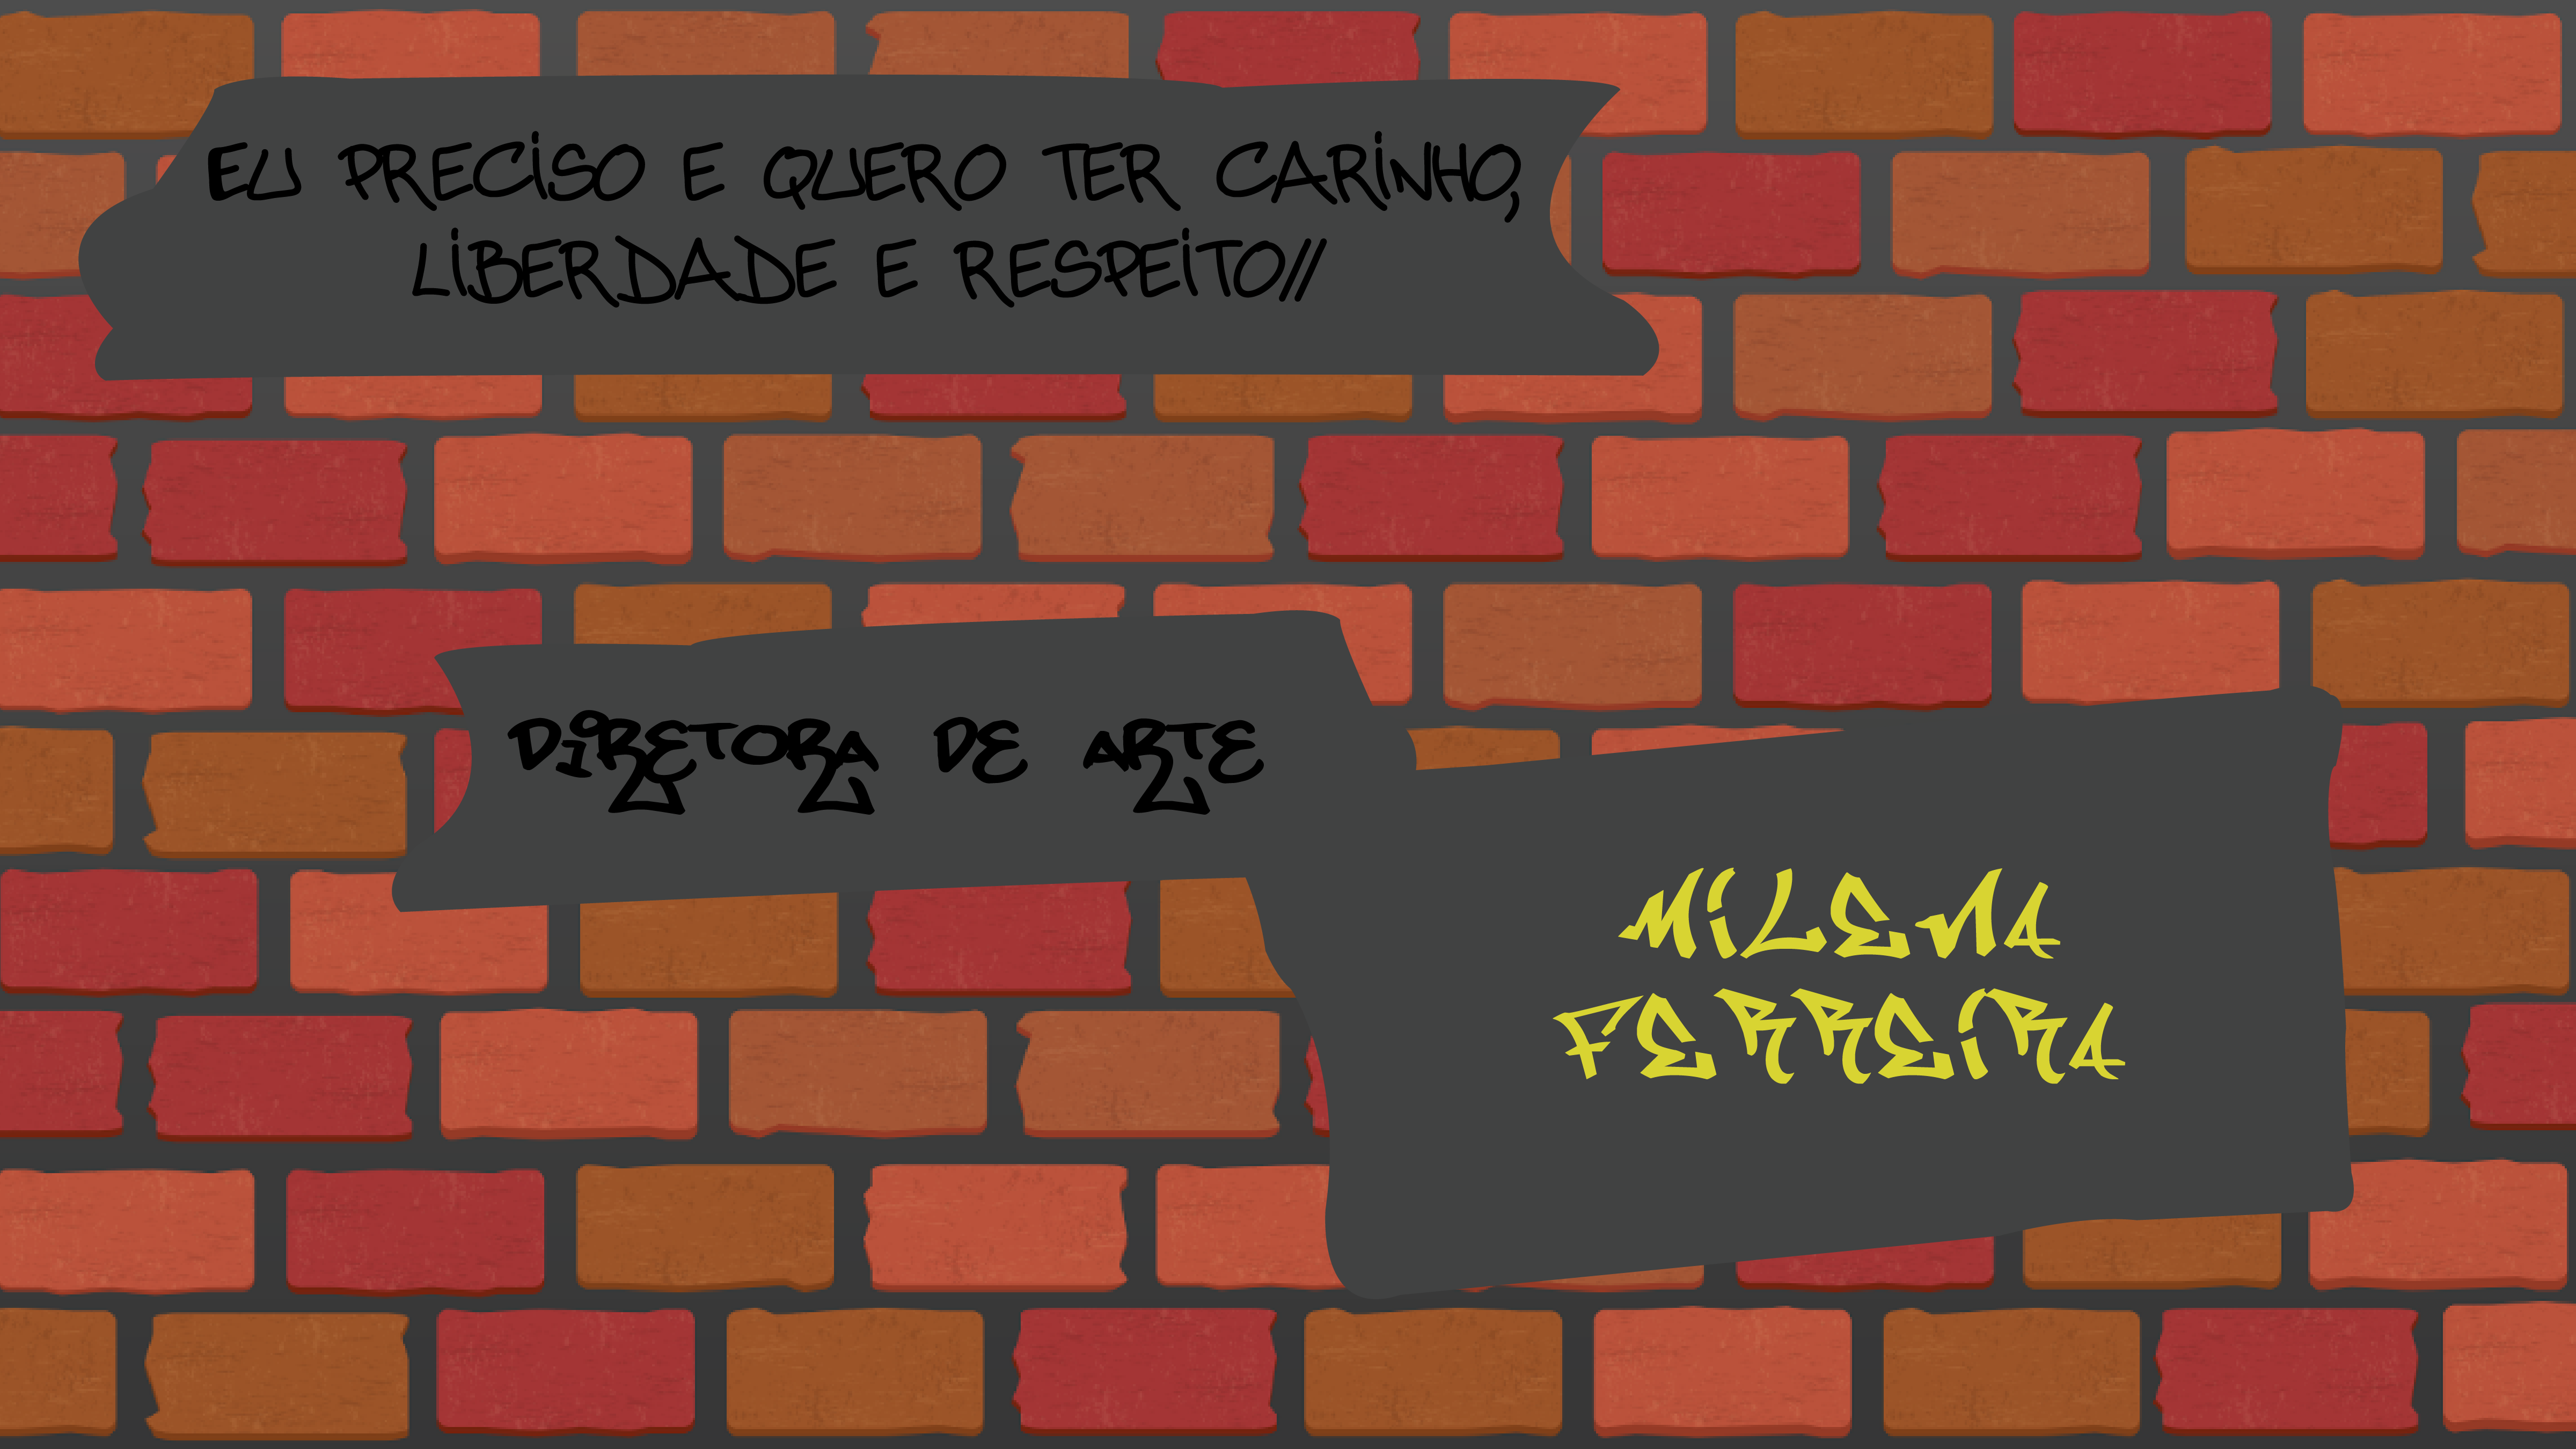 EU PRECISO E QUERO TER CARINHO,
LIBERDADE E RESPEITO//
DIRETORA DE ARTE
MILENA
FERREIRA